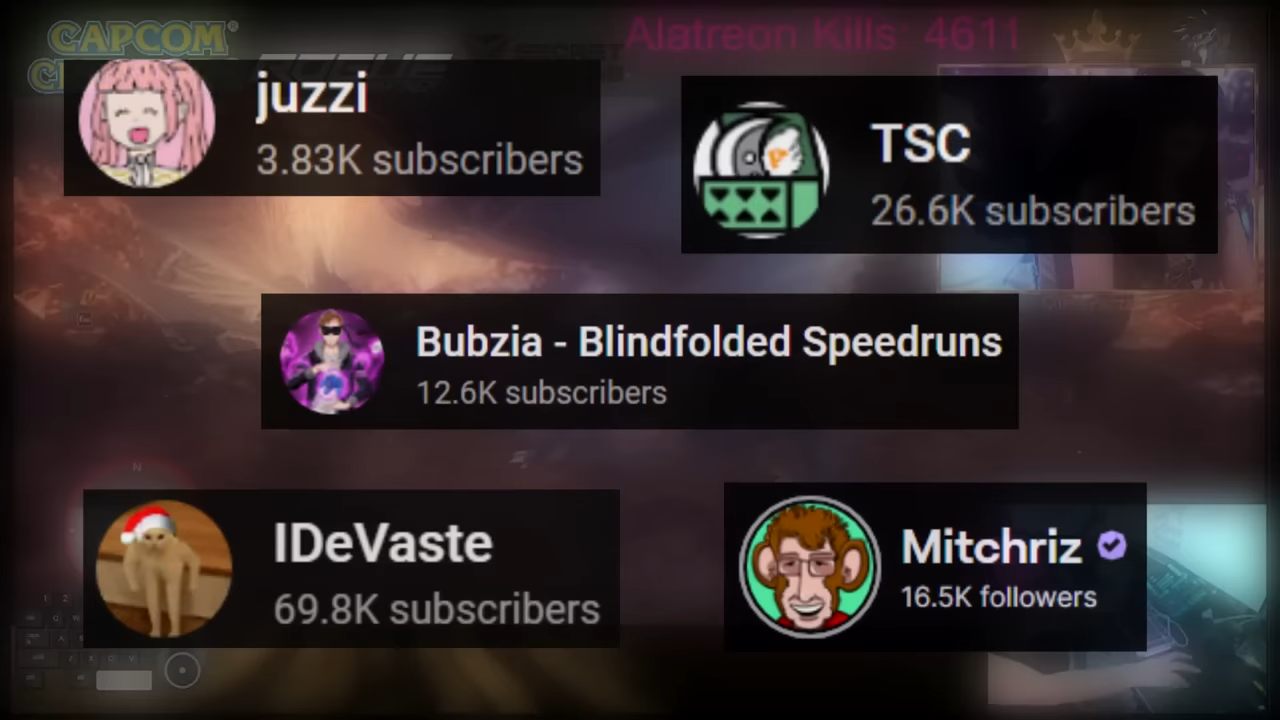 CAPCOM
Alatreon Kills: 4611
juzzi
3.83K subscribers
TSC
26.6K subscribers
Bubzia - Blindfolded Speedruns
12.6K subscribers
IDeVaste
69.8K subscribers
Mitchriz
16.5K followers